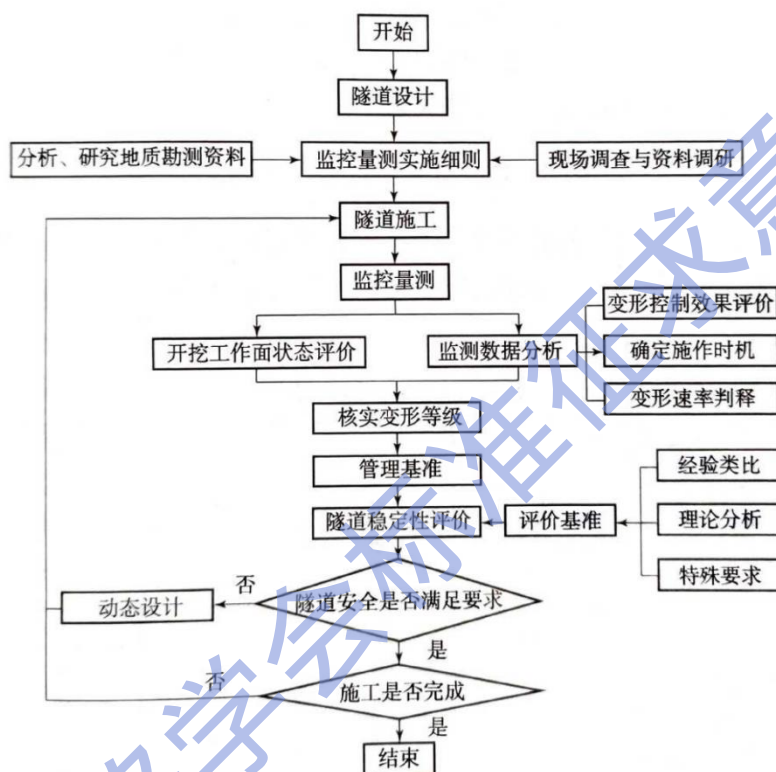 开始
隧道设计
分析、研究地质勘测资料
监控量测实施细则
现场调查与资料调研
隧道施工
监控量测
变形控制效果评价
开挖工作面状态评价
监测数据分析
确定施作时机
变形速率判释
核实变形等级
管理基准
经验类比
隧道稳定性评价
评价基准
理论分析
特殊要求
否
动态设计
隧道安全是否满足要求
是
否
施工是否完成
是
结束
学会标准征求意